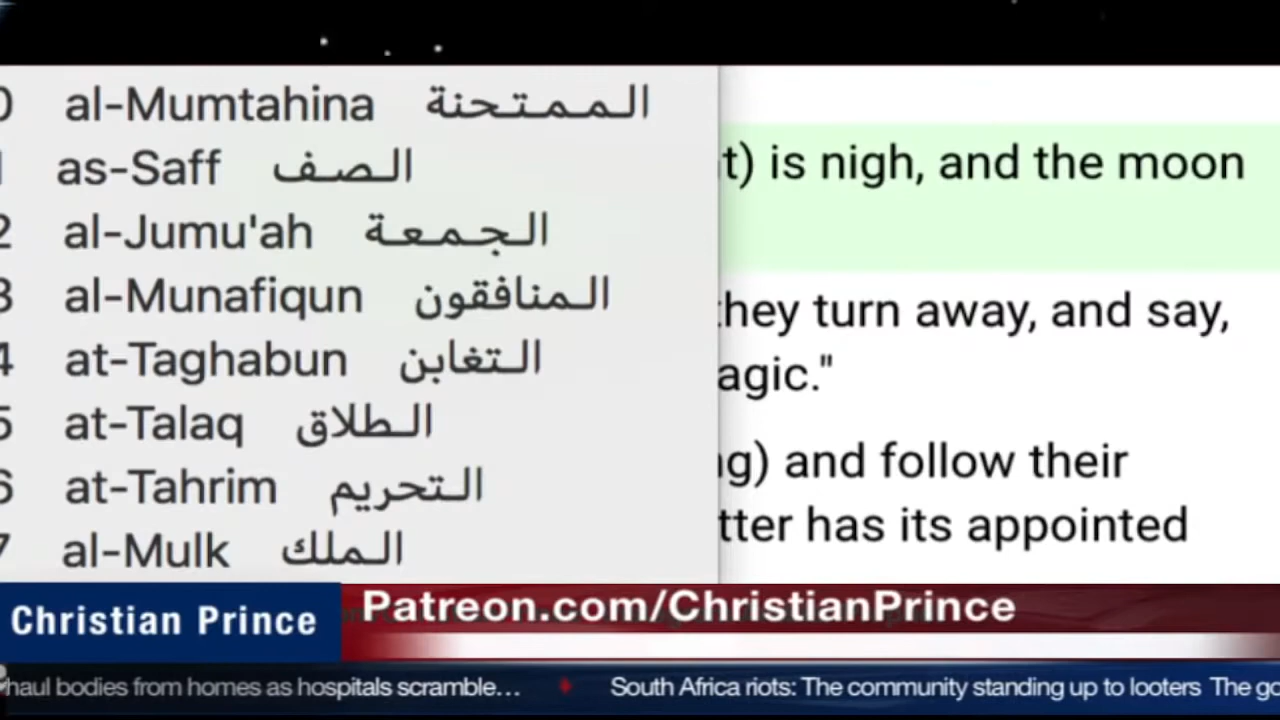 al-Mumtahina الممتحنة
as-Saff الصف
al-Jumu'ah الجمعة
al-Munafiqun المنافقون
at-Taghabun التغابن
at-Talaq الطلاق
at-Tahrim التحريم
al-Mulk الملك
t) is nigh, and the moon
they turn away, and say,
agic."
g) and follow their
tter has its appointed
Christian Prince
Patreon.com/ChristianPrince
haul bodies from homes as hospitals scramble... South Africa riots: The community standing up to looters The go